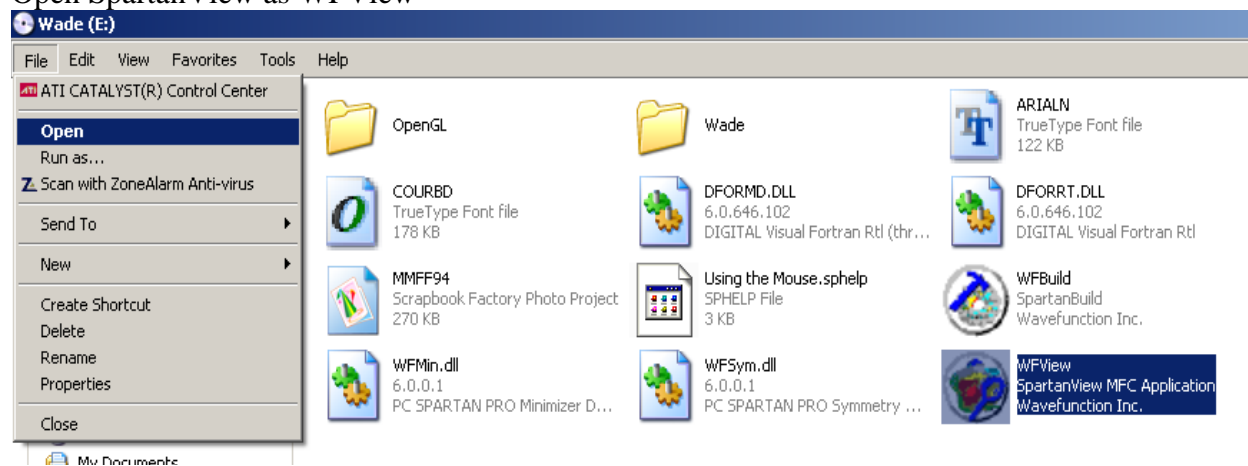 Open SpartanView as WFView
Wade (E:)
File Edit View Favorites Tools Help
ATI CATALYST(R) Control Center
Open
Run as...
Scan with ZoneAlarm Anti-virus
Send To
New
Create Shortcut
Delete
Rename
Properties
Close
My Documents
OpenGL
Wade
ARIALN
TrueType Font file
122 KB
COURBD
TrueType Font file
178 KB
DFORMD.DLL
6.0.646.102
DIGITAL Visual Fortran Rtl (thr...
DFORRT.DLL
6.0.646.102
DIGITAL Visual Fortran Rtl
MMFF94
Scrapbook Factory Photo Project
270 KB
Using the Mouse.sphelp
SPHELP File
3 KB
WFBuild
SpartanBuild
Wavefunction Inc.
WFMin.dll
6.0.0.1
PC SPARTAN PRO Minimizer D...
WFSym.dll
6.0.0.1
PC SPARTAN PRO Symmetry ...
WFView
SpartanView MFC Application
Wavefunction Inc.